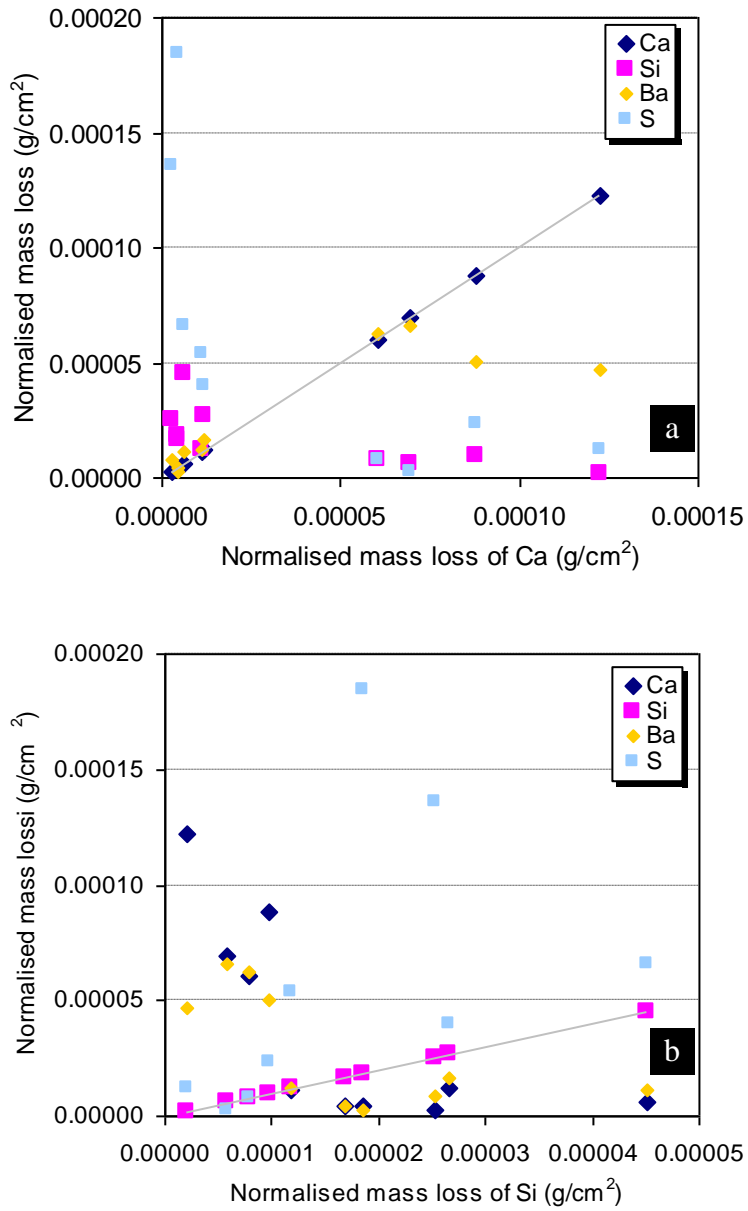 0.00020
0.00015
0.00010
0.00005
0.00000
Normalised mass loss (g/cm2)
Ca
Si
Ba
S
a
0.00000 0.00005 0.00010 0.00015
Normalised mass loss of Ca (g/cm2)
0.00020
0.00015
0.00010
0.00005
0.00000
Normalised mass lossi (g/cm 2)
Ca
Si
Ba
S
b
0.00000 0.00001 0.00002 0.00003 0.00004 0.00005
Normalised mass loss of Si (g/cm2)